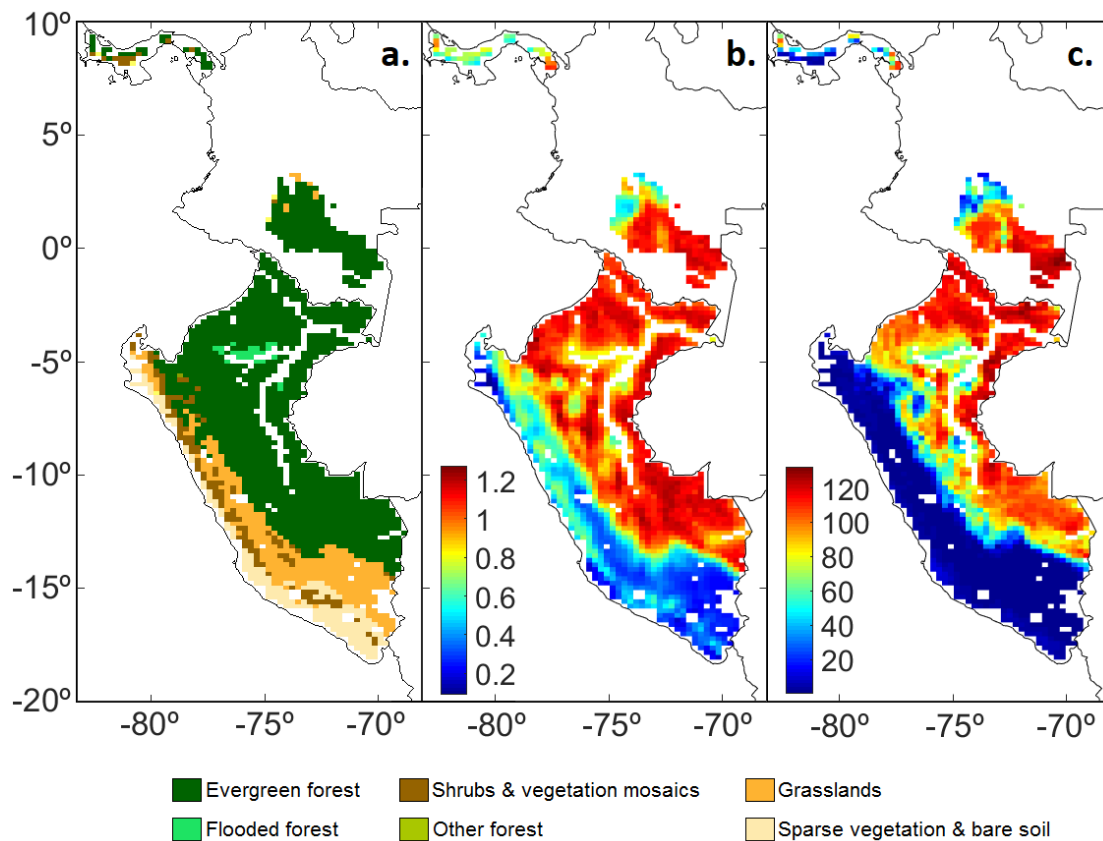 10º
a.
b.
c.
5º
0º
-5º
-10º
-15º
-20º
1.2
1
0.8
0.6
0.4
0.2
120
100
80
60
40
20
-80º -75º -70º -80º -75º -70º -80º -75º -70º
Evergreen forest Shrubs & vegetation mosaics Grasslands
Flooded forest Other forest Sparse vegetation & bare soil